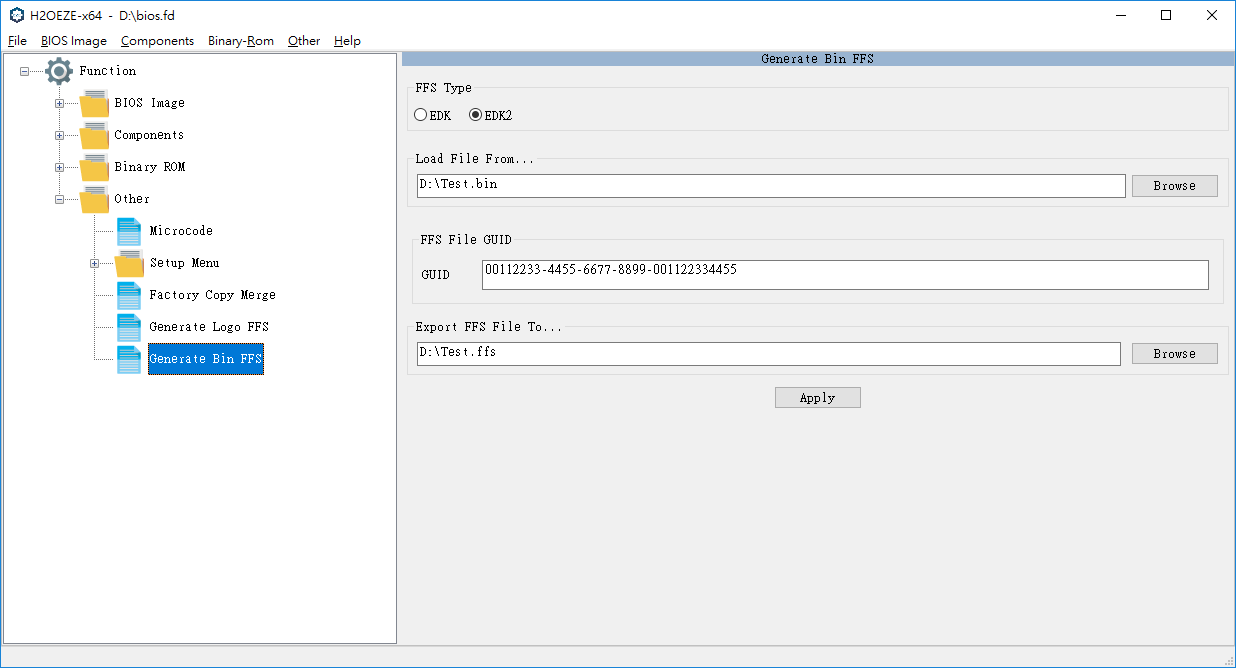 H2OEZE-x64 - D:\bios.fd
File BIOS Image Components Binary-Rom Other Help
Function
BIOS Image
Components
Binary ROM
Other
Microcode
Setup Menu
Factory Copy Merge
Generate Logo FFS
Generate Bin FFS
Generate Bin FFS
FFS Type
EDK EDK2
Load File From...
D:\Test.bin Browse
FFS File GUID
GUID 00112233-4455-6677-8899-001122334455
Export FFS File To...
D:\Test.ffs Browse
Apply